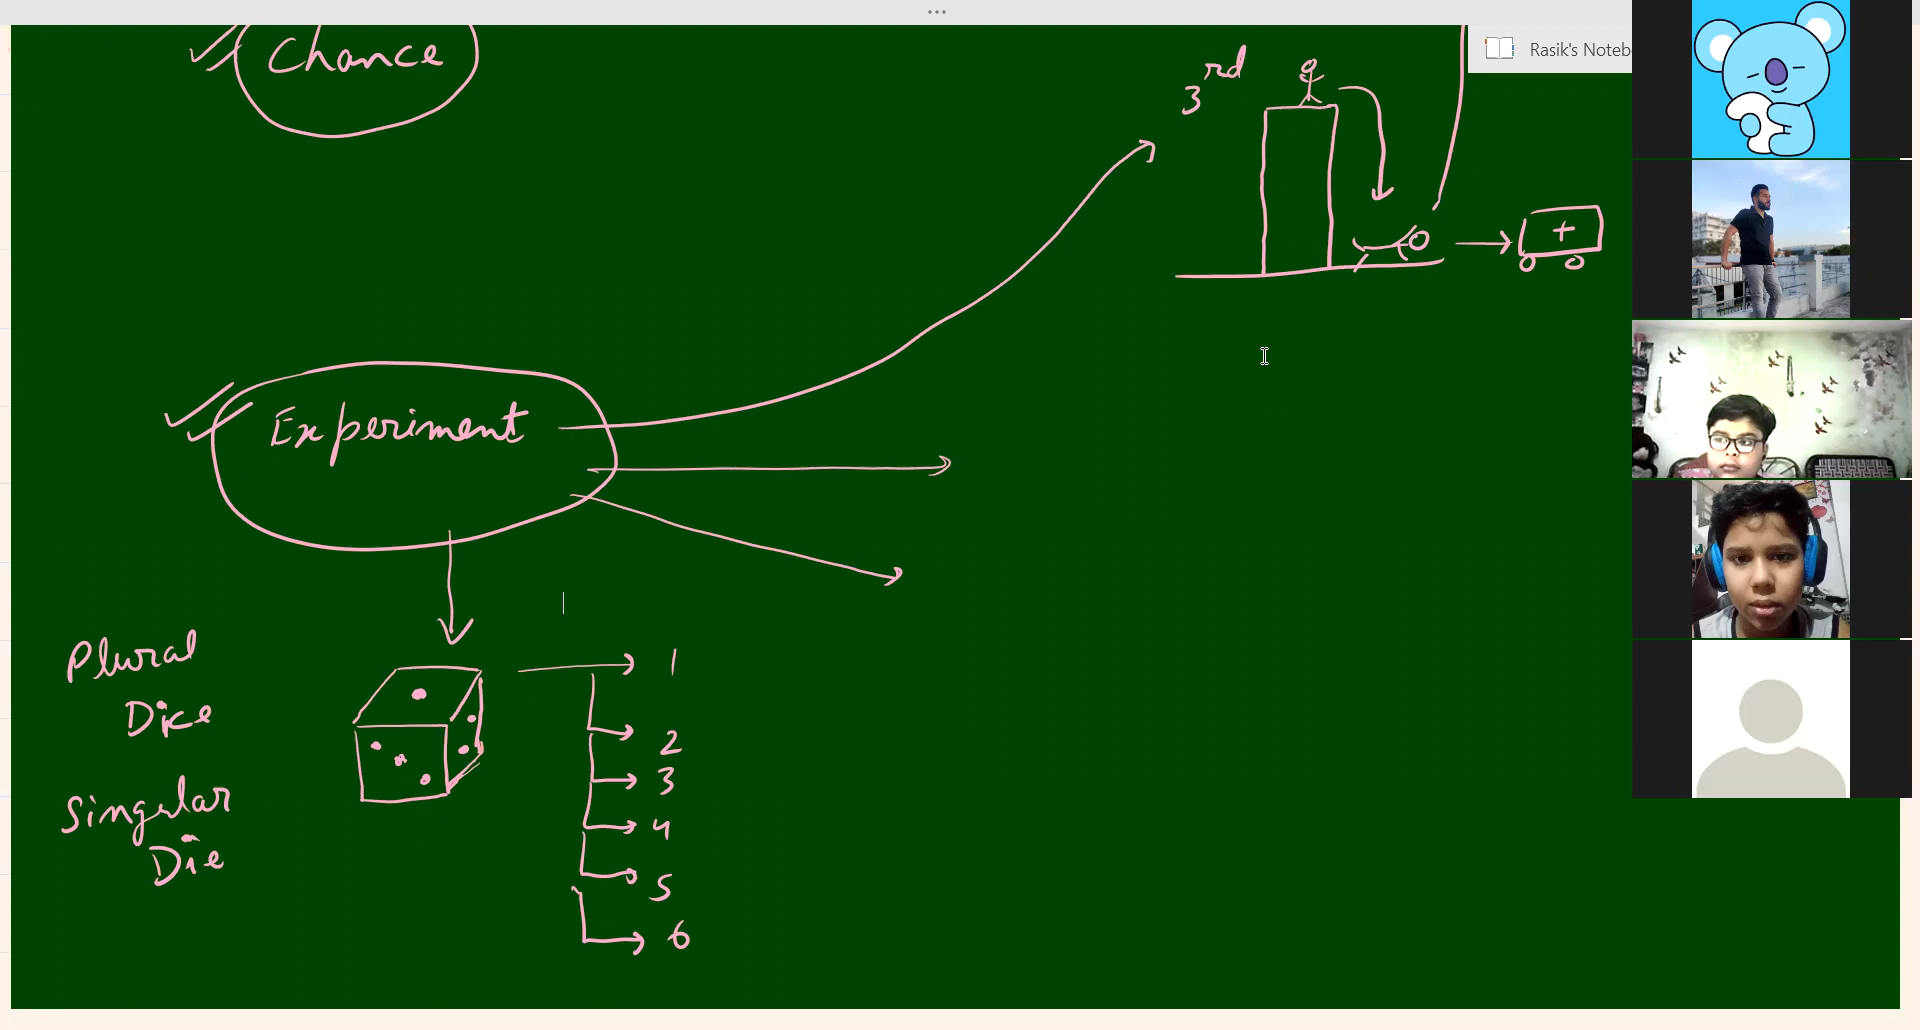 Chance
3rd
Rasik's Noteb
+
Experiment
Plural
Dice
Singular
Die
1
2
3
4
5
6